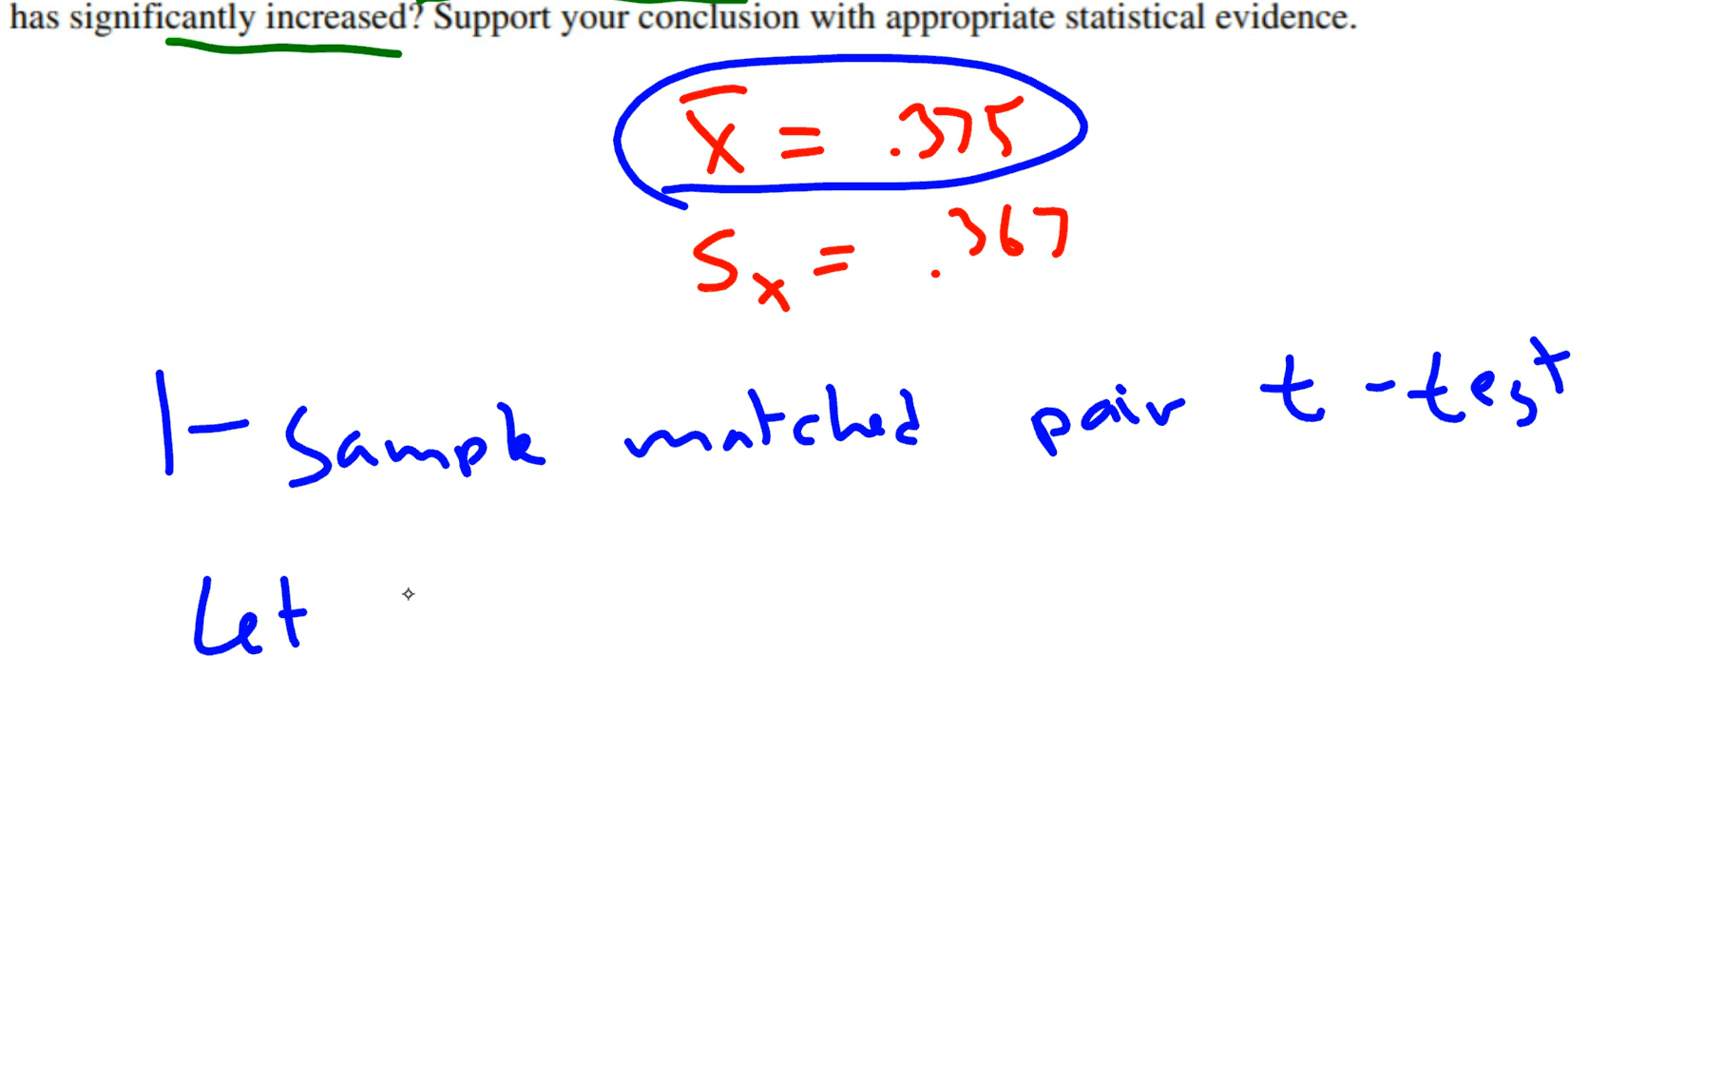 has significantly increased? Support your conclusion with appropriate statistical evidence.
x̄ = .375
Sx = .367
1-Sample matched pair t-test
Let